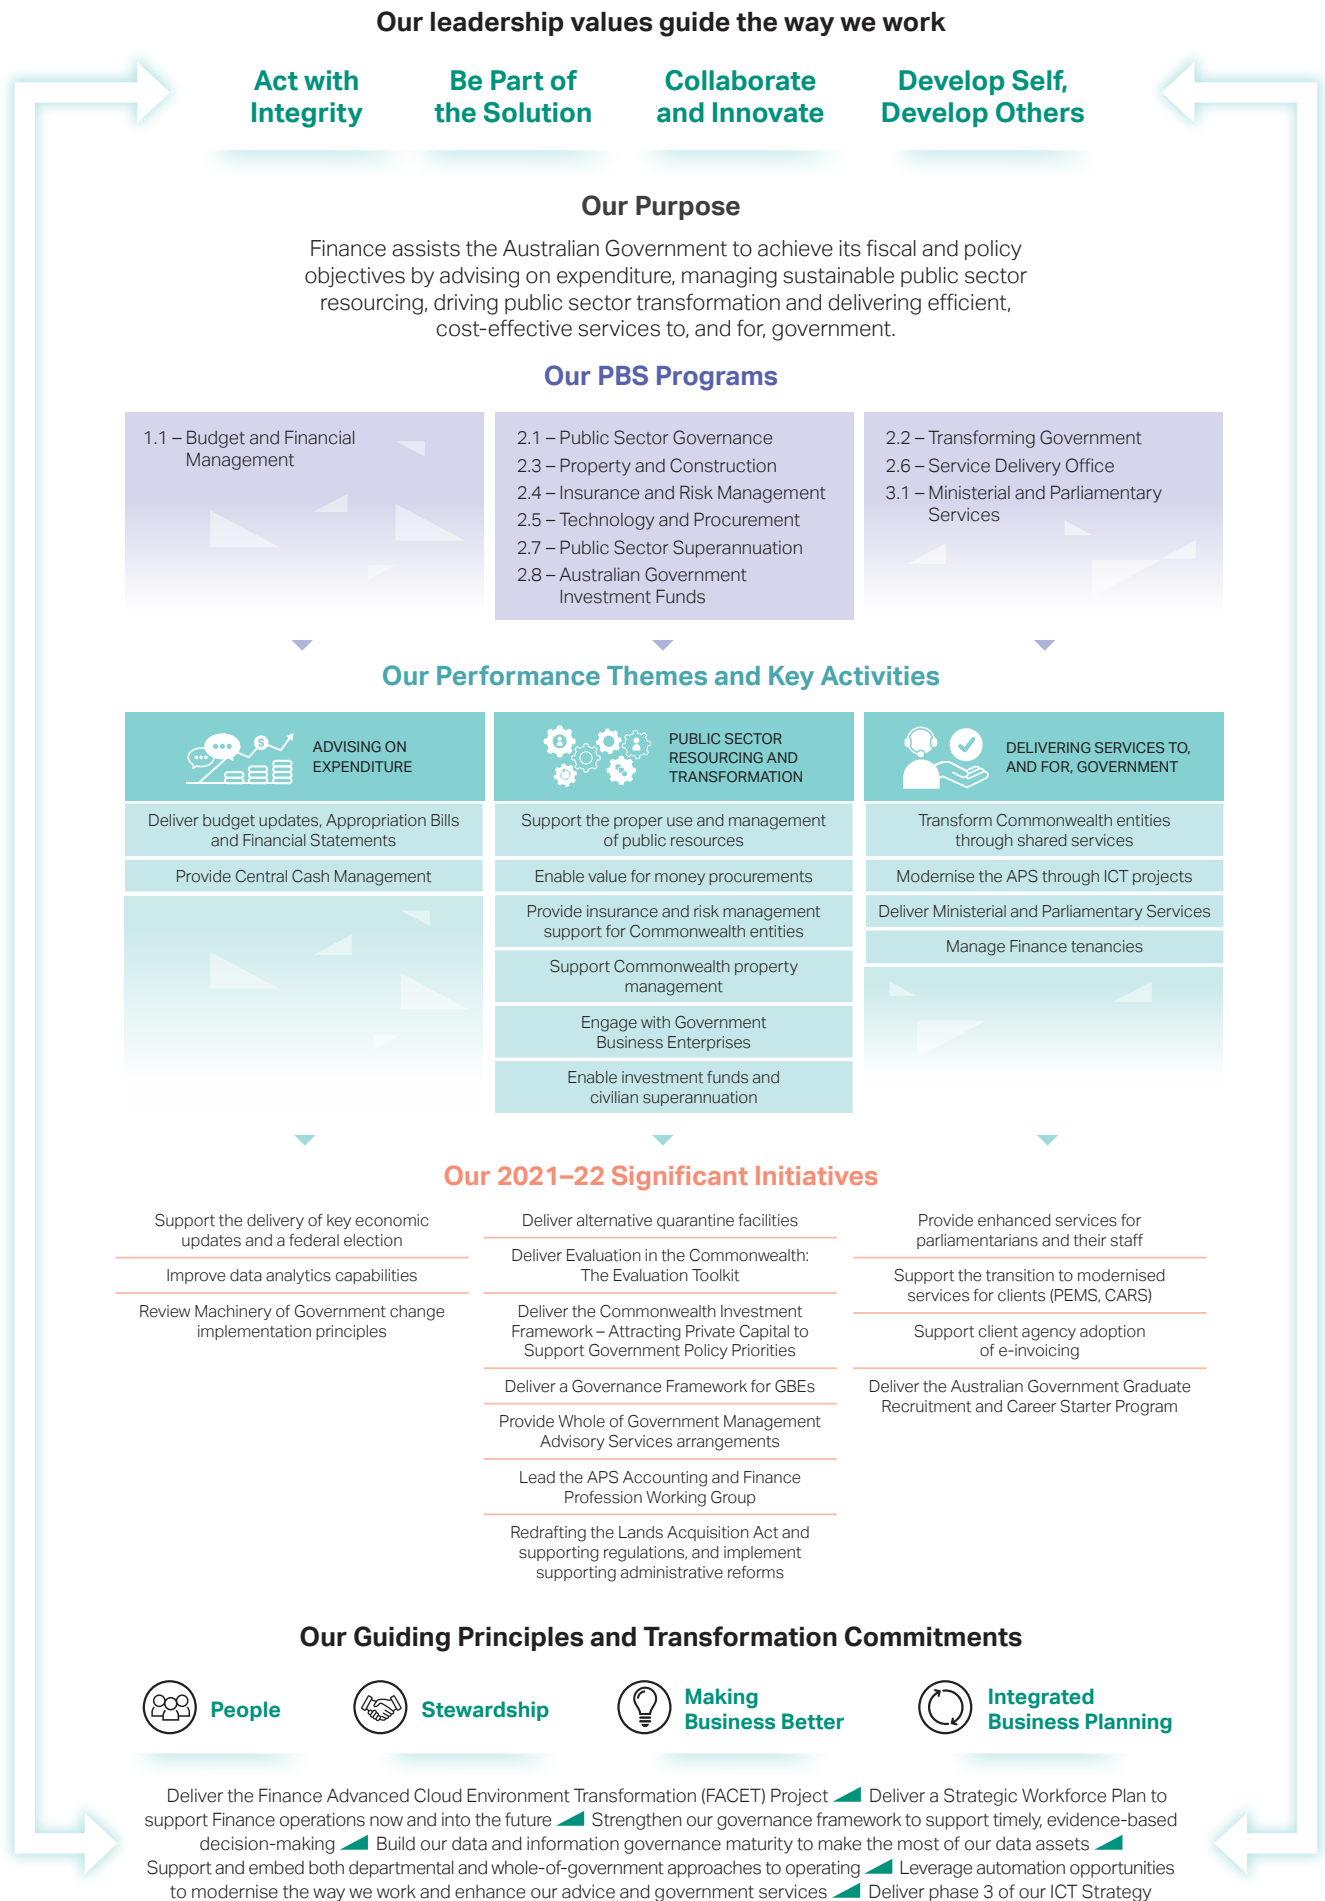 Our leadership values guide the way we work
Act with
Integrity
Be Part of
the Solution
Collaborate
and Innovate
Develop Self,
Develop Others
Our Purpose
Finance assists the Australian Government to achieve its fiscal and policy
objectives by advising on expenditure, managing sustainable public sector
resourcing, driving public sector transformation and delivering efficient,
cost-effective services to, and for, government.
Our PBS Programs
1.1 – Budget and Financial
Management
2.1 – Public Sector Governance
2.3 – Property and Construction
2.4 – Insurance and Risk Management
2.5 – Technology and Procurement
2.7 – Public Sector Superannuation
2.8 – Australian Government
Investment Funds
2.2 – Transforming Government
2.6 – Service Delivery Office
3.1 – Ministerial and Parliamentary
Services
Our Performance Themes and Key Activities
ADVISING ON
EXPENDITURE
Deliver budget updates, Appropriation Bills
and Financial Statements
Provide Central Cash Management
PUBLIC SECTOR
RESOURCING AND
TRANSFORMATION
Support the proper use and management
of public resources
Enable value for money procurements
Provide insurance and risk management
support for Commonwealth entities
Support Commonwealth property
management
Engage with Government
Business Enterprises
Enable investment funds and
civilian superannuation
DELIVERING SERVICES TO,
AND FOR, GOVERNMENT
Transform Commonwealth entities
through shared services
Modernise the APS through ICT projects
Deliver Ministerial and Parliamentary Services
Manage Finance tenancies
Our 2021–22 Significant Initiatives
Support the delivery of key economic
updates and a federal election
Improve data analytics capabilities
Review Machinery of Government change
implementation principles
Deliver alternative quarantine facilities
Deliver Evaluation in the Commonwealth:
The Evaluation Toolkit
Deliver the Commonwealth Investment
Framework – Attracting Private Capital to
Support Government Policy Priorities
Deliver a Governance Framework for GBEs
Provide Whole of Government Management
Advisory Services arrangements
Lead the APS Accounting and Finance
Profession Working Group
Redrafting the Lands Acquisition Act and
supporting regulations, and implement
supporting administrative reforms
Provide enhanced services for
parliamentarians and their staff
Support the transition to modernised
services for clients (PEMS, CARS)
Support client agency adoption
of e-invoicing
Deliver the Australian Government Graduate
Recruitment and Career Starter Program
Our Guiding Principles and Transformation Commitments
People
Stewardship
Making
Business Better
Integrated
Business Planning
Deliver the Finance Advanced Cloud Environment Transformation (FACET) Project Deliver a Strategic Workforce Plan to
support Finance operations now and into the future Strengthen our governance framework to support timely, evidence-based
decision-making Build our data and information governance maturity to make the most of our data assets
Support and embed both departmental and whole-of-government approaches to operating Leverage automation opportunities
to modernise the way we work and enhance our advice and government services Deliver phase 3 of our ICT Strategy